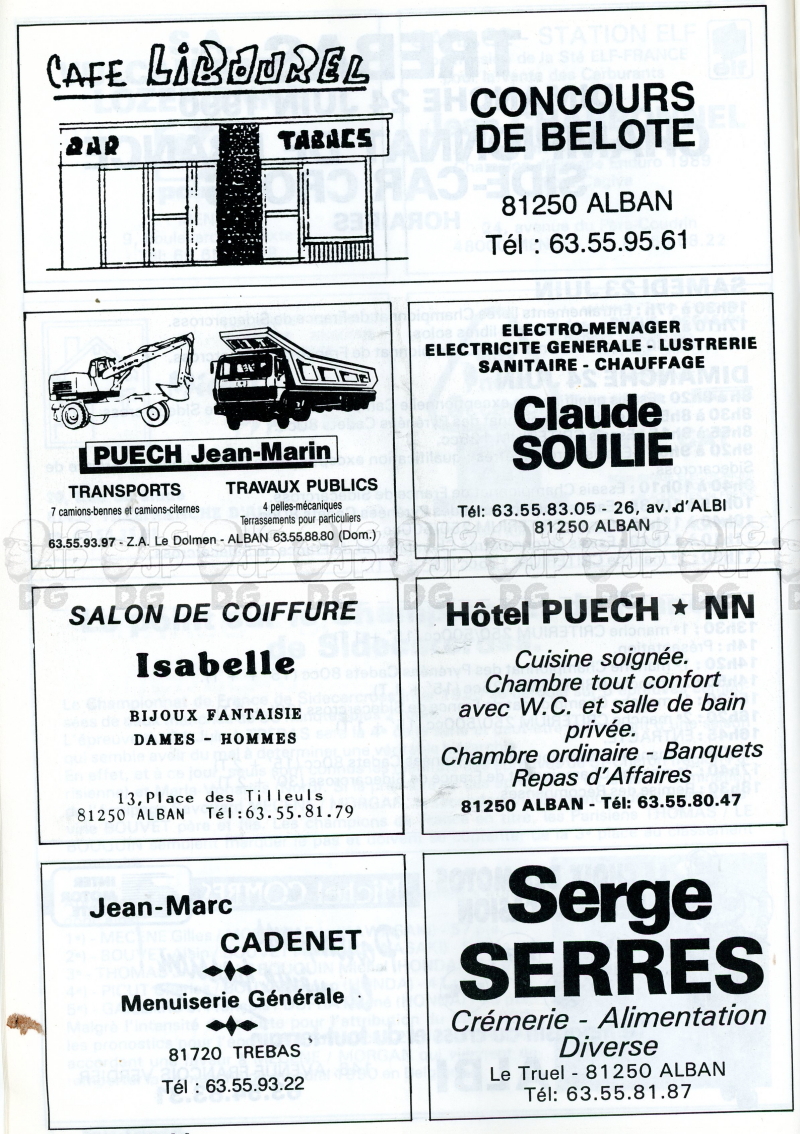 CAFE LIBOUREL
BAR
TABACS
CONCOURS
DE BELOTE
81250 ALBAN
Tél : 63.55.95.61
PUECH Jean-Marin
TRANSPORTS
7 camions-bennes et camions-citernes
TRAVAUX PUBLICS
4 pelles-mécaniques
Terrassements pour particuliers
63.55.93.97 - Z.A. Le Dolmen - ALBAN 63.55.88.80 (Dom.)
ELECTRO-MENAGER
ELECTRICITE GENERALE - LUSTRERIE
SANITAIRE - CHAUFFAGE
Claude
SOULIE
Tél: 63.55.83.05 - 26, av. d'ALBI
81250 ALBAN
SALON DE COIFFURE
Isabelle
BIJOUX FANTAISIE
DAMES - HOMMES
13, Place des Tilleuls
81250 ALBAN Tél:63.55.81.79
Hôtel PUECH ★ NN
Cuisine soignée.
Chambre tout confort
avec W.C. et salle de bain
privée.
Chambre ordinaire - Banquets
Repas d'Affaires
81250 ALBAN - Tél: 63.55.80.47
Jean-Marc
CADENET
Menuiserie Générale
81720 TREBAS
Tél : 63.55.93.22
Serge
SERRES
Crémerie - Alimentation
Diverse
Le Truel - 81250 ALBAN
Tél: 63.55.81.87